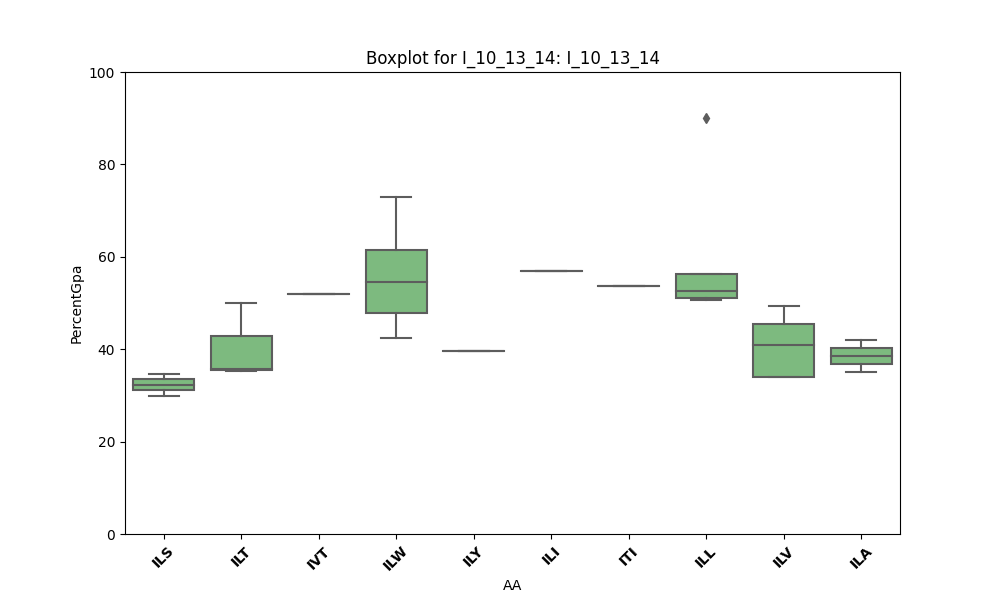 Boxplot for I_10_13_14: I_10_13_14
100
80
60
40
20
0
PercentGpa
ILS ILT IVT ILW ILY ILI ITI ILL ILV ILA
AA